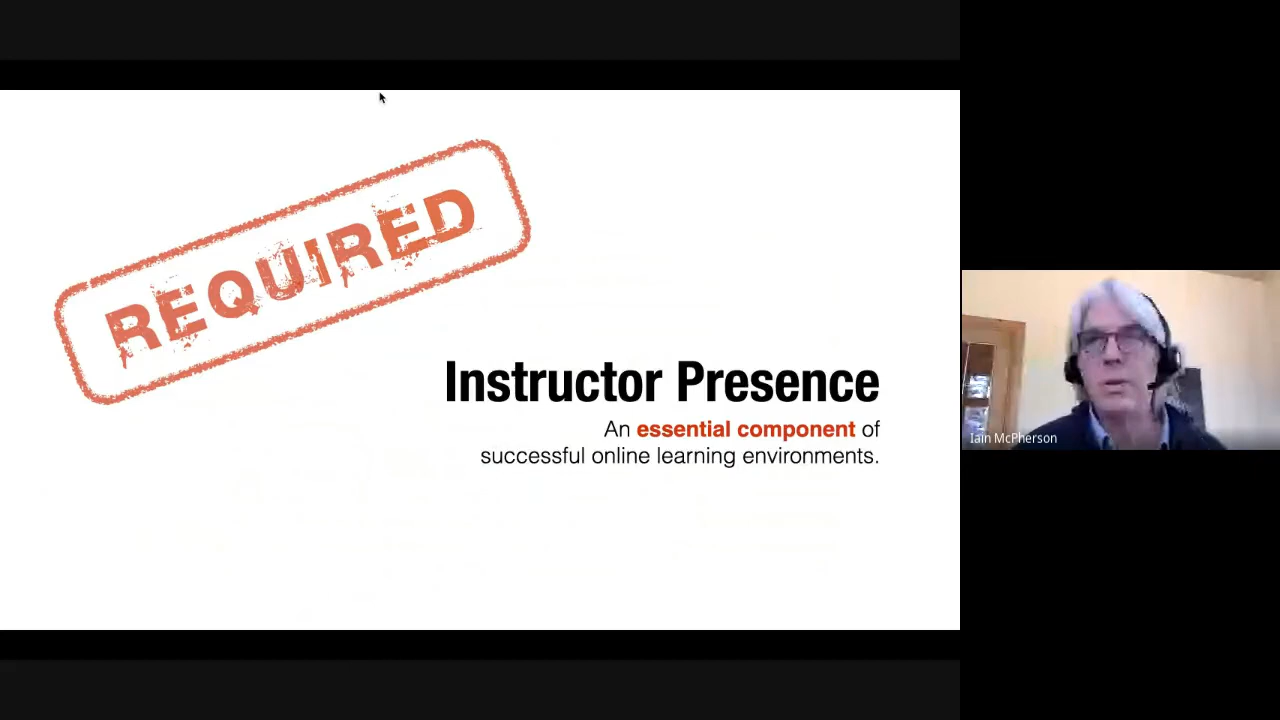 REQUIRED
Instructor Presence
An essential component of
successful online learning environments.
Iain McPherson